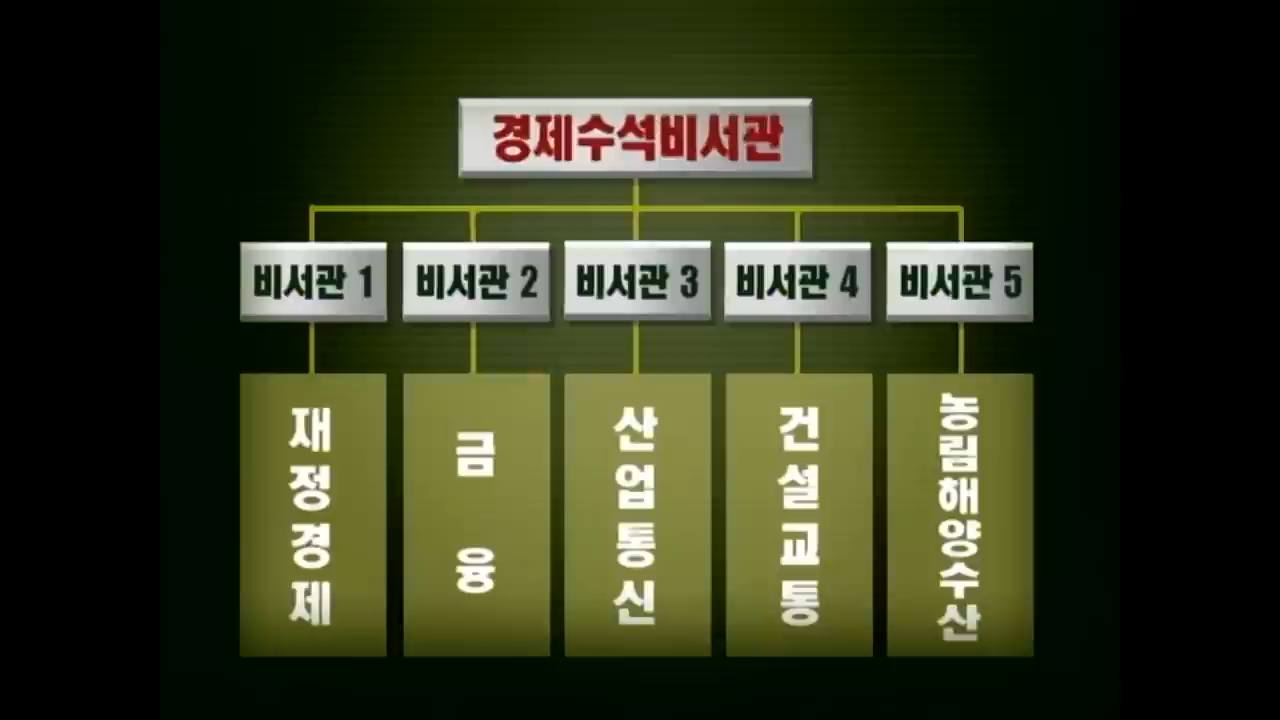 경제수석비서관
비서관 1
비서관 2
비서관 3
비서관 4
비서관 5
재정경제
금융
산업통신
건설교통
농림해양수산